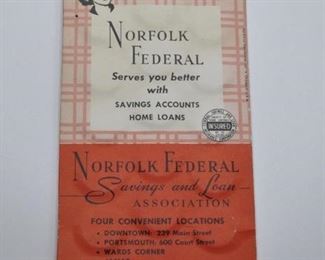 NORFOLK
FEDERAL
Serves you better
with
SAVINGS ACCOUNTS
HOME LOANS
INSURED
NORFOLK FEDERAL
Savings and Loan
ASSOCIATION
FOUR CONVENIENT LOCATIONS
• DOWNTOWN: 239 Main Street
• PORTSMOUTH: 600 Court Street
• WARDS CORNER